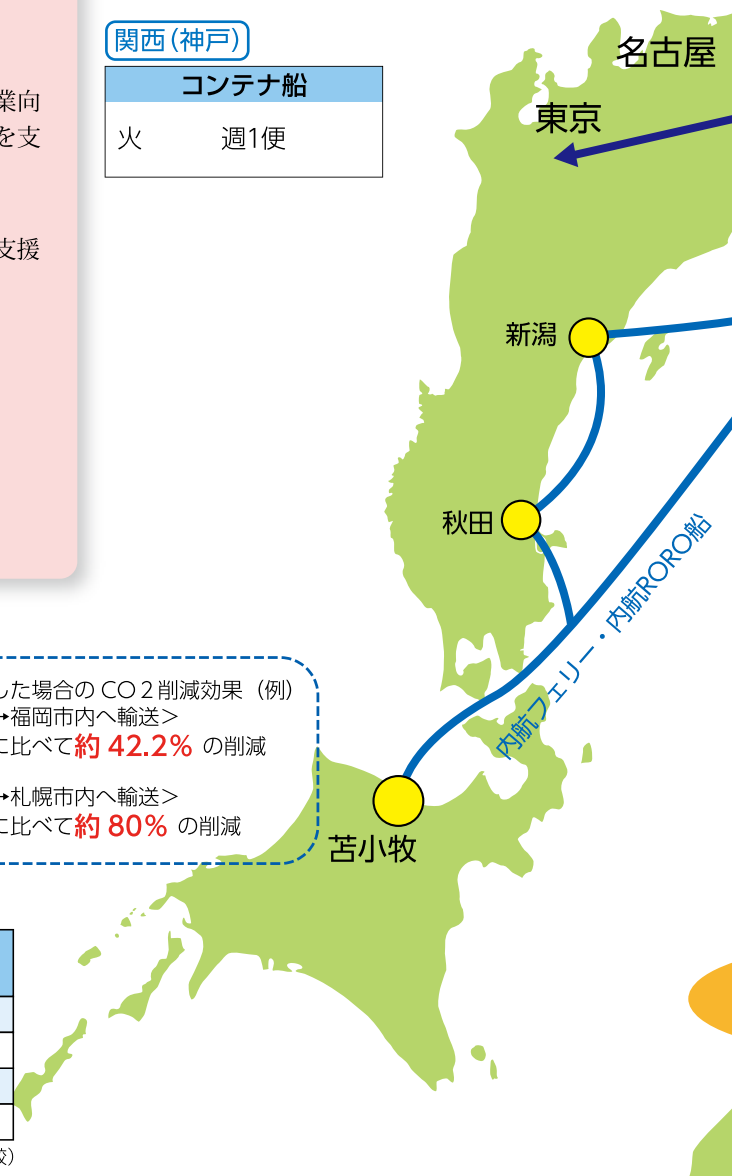 業向
を支
支援
関西（神戸）
コンテナ船
火 週1便
名古屋
東京
新潟
秋田
内航フェリー・内航RORO船
した場合のCO2削減効果（例）
→福岡市内へ輸送＞
に比べて約 42.2% の削減
→札幌市内へ輸送＞
に比べて約 80% の削減
苫小牧
較）